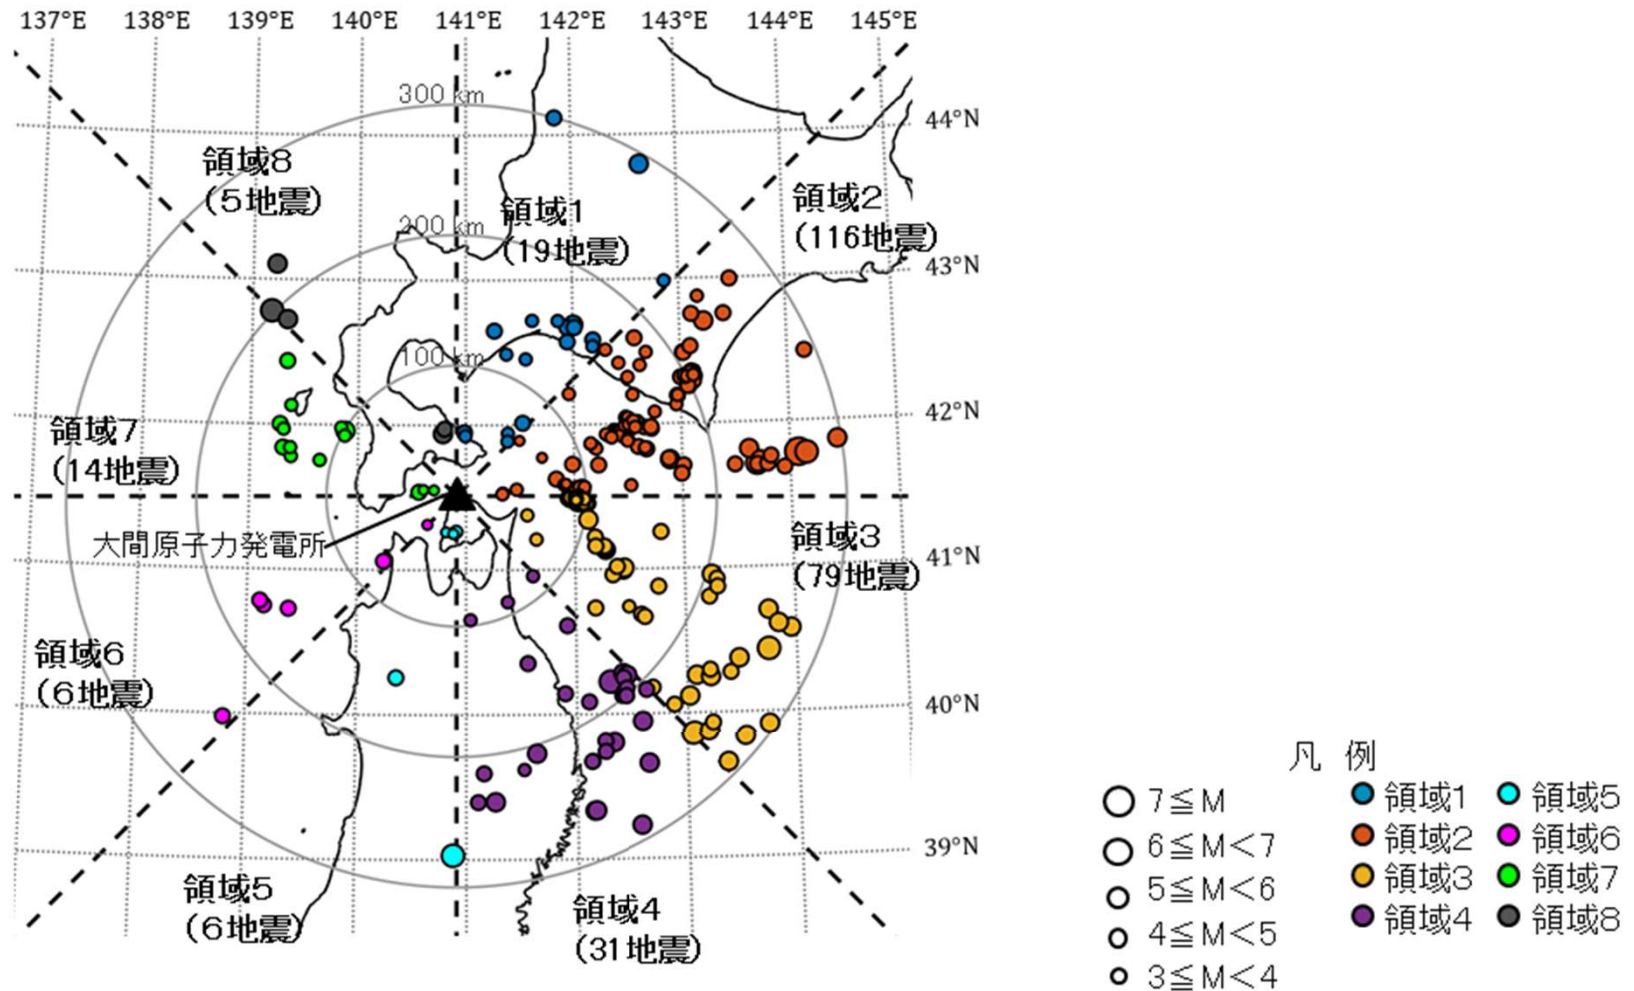 137°E 138°E 139°E 140°E 141°E 142°E 143°E 144°E 145°E
300 km
44°N
領域8
(5地震)
領域2
(116地震)
領域1
(19地震)
200 km
43°N
100 km
42°N
領域7
(14地震)
大間原子力発電所
領域3
(79地震)
41°N
領域6
(6地震)
40°N
39°N
領域5
(6地震)
領域4
(31地震)
凡 例
7≦M
6≦M<7
5≦M<6
4≦M<5
3≦M<4
領域1 領域5
領域2 領域6
領域3 領域7
領域4 領域8